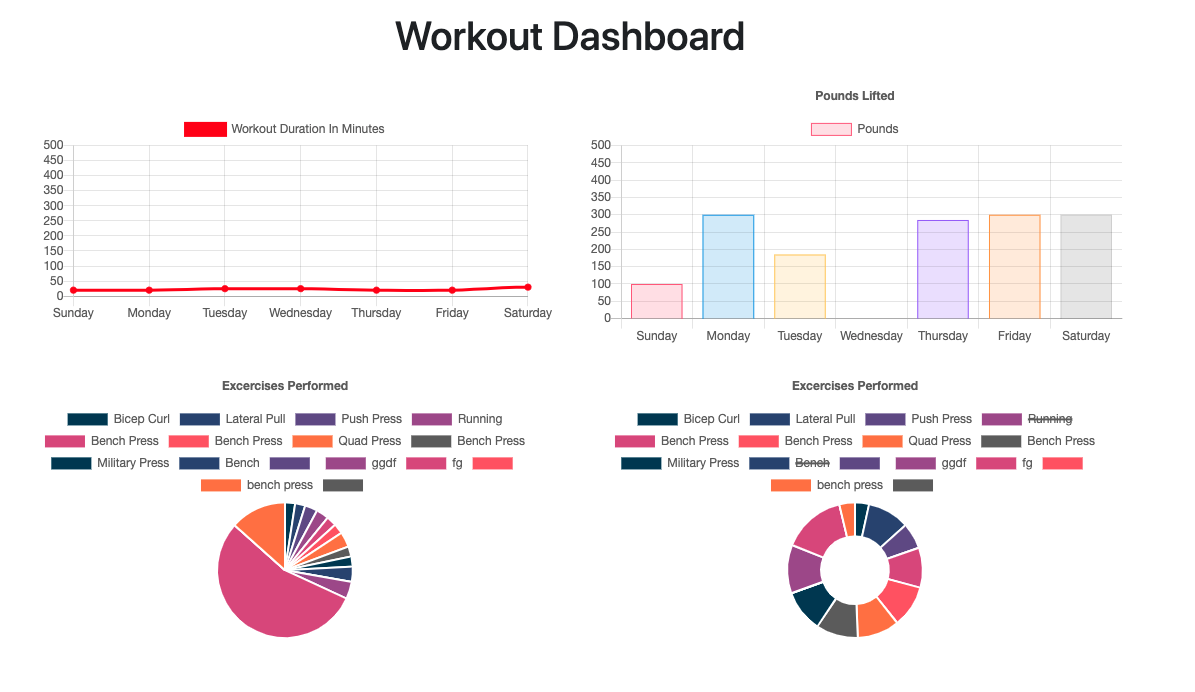 Workout Dashboard
Workout Duration In Minutes
500
450
400
350
300
250
200
150
100
50
0
Sunday Monday Tuesday Wednesday Thursday Friday Saturday
Pounds Lifted
Pounds
500
450
400
350
300
250
200
150
100
50
0
Sunday Monday Tuesday Wednesday Thursday Friday Saturday
Excercises Performed
Bicep Curl Lateral Pull Push Press Running
Bench Press Bench Press Quad Press Bench Press
Military Press Bench ggdf fg
bench press
Excercises Performed
Bicep Curl Lateral Pull Push Press Running
Bench Press Bench Press Quad Press Bench Press
Military Press Bench ggdf fg
bench press